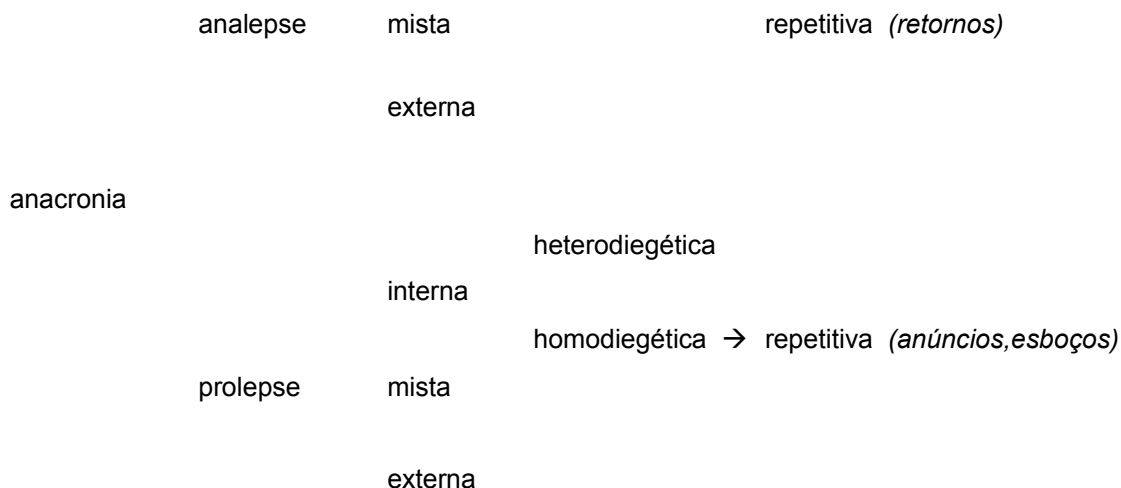 analepse mista repetitiva (retornos)
externa
anacronia
heterodiegética
interna
homodiegética → repetitiva (anúncios,esboços)
prolepse mista
externa